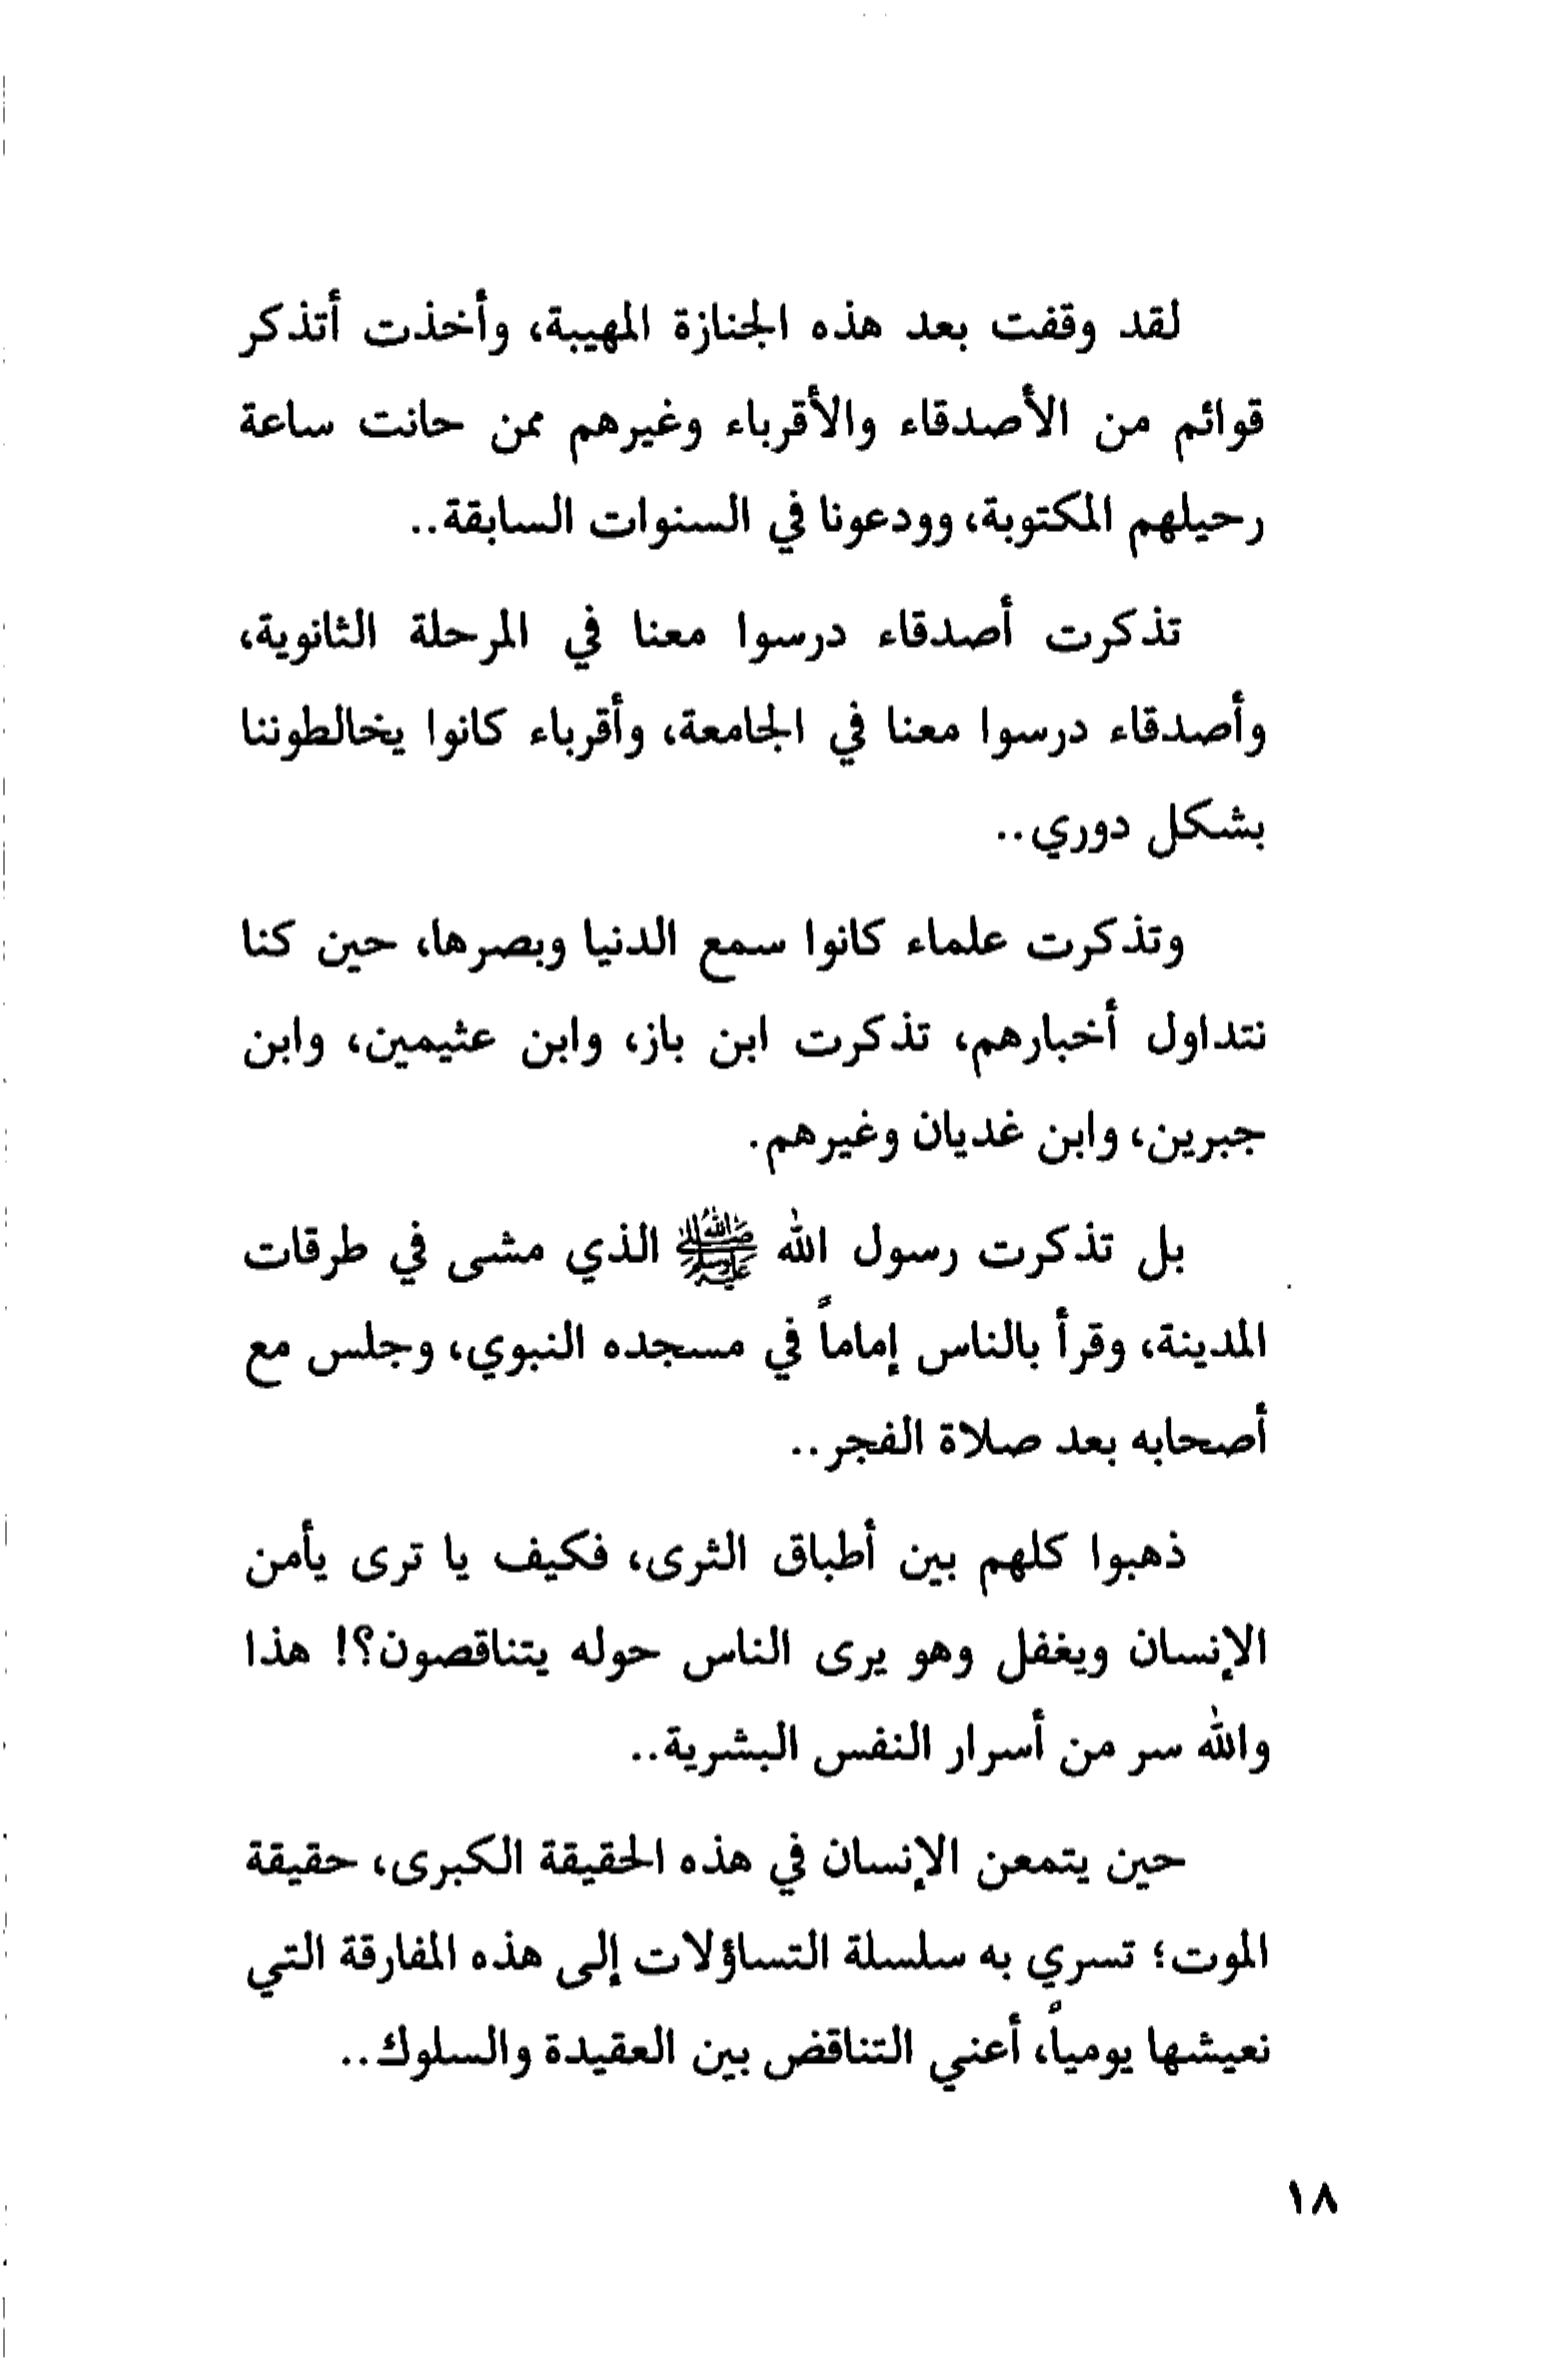 لقد وقفت بعد هذه الجنازة المهيبة، وأخذت أتذكر
قوائم من الأصدقاء والأقرباء وغيرهم ممن حانت ساعة
رحيلهم المكتوبة، وودعونا في السنوات السابقة..
تذكرت أصدقاء درسوا معنا في المرحلة الثانوية،
وأصدقاء درسوا معنا في الجامعة، وأقرباء كانوا يخالطوننا
بشكل دوري..
وتذكرت علماء كانوا سمع الدنيا وبصرها، حين كنا
نتداول أخبارهم، تذكرت ابن باز، وابن عثيمين، وابن
جبرين، وابن غديان وغيرهم.
بل تذكرت رسول الله ﷺ الذي مشى في طرقات
المدينة، وقرأ بالناس إماماً في مسجده النبوي، وجلس مع
أصحابه بعد صلاة الفجر..
ذهبوا كلهم بين أطباق الثرى، فكيف يا ترى يأمن
الإنسان ويغفل وهو يرى الناس حوله يتناقصون؟! هذا
والله سر من أسرار النفس البشرية..
حين يتمعن الإنسان في هذه الحقيقة الكبرى، حقيقة
الموت؛ تسري به سلسلة التساؤلات إلى هذه المفارقة التي
نعيشها يومياً، أعني التناقض بين العقيدة والسلوك..
١٨